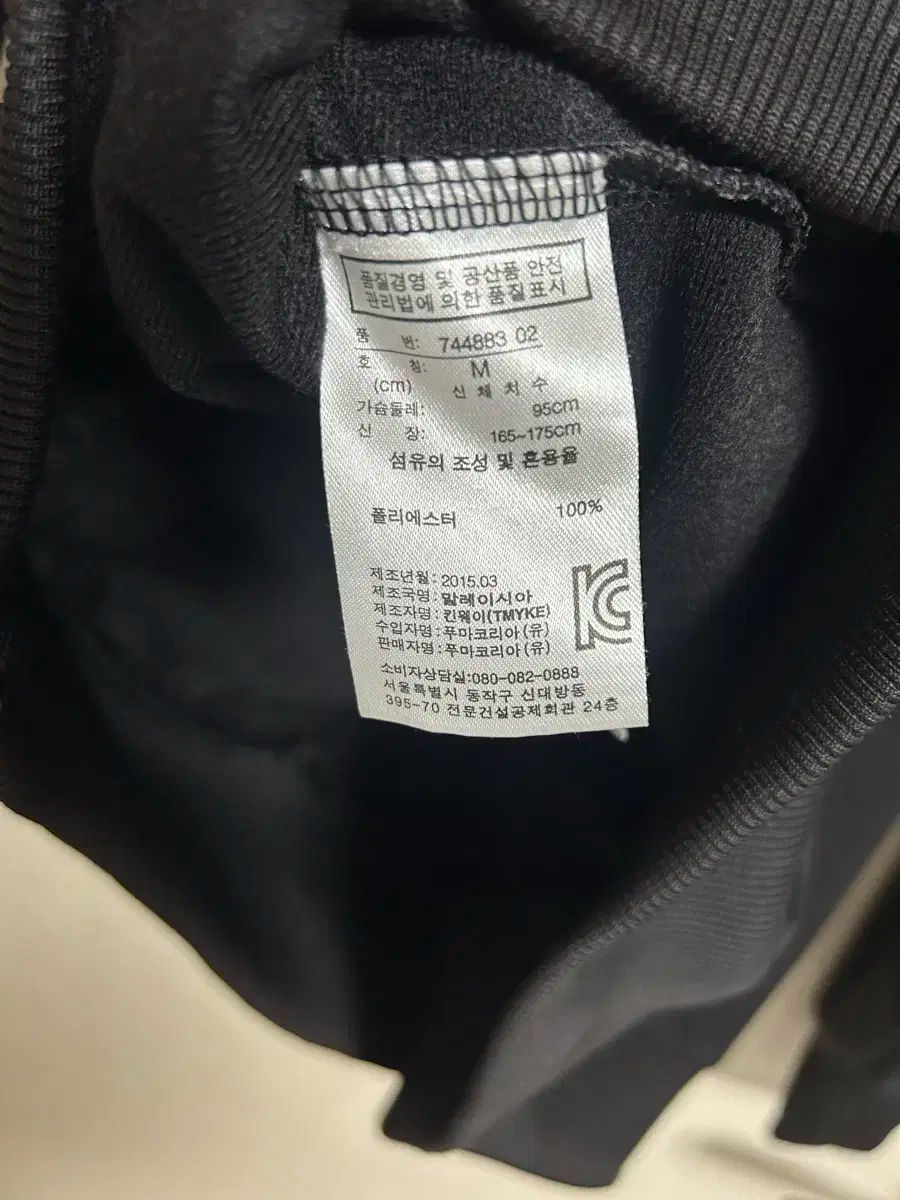 품질경영 및 공산품 안전
관리법에 의한 품질표시
품 번: 744883 02
호 칭: M
(cm) 신 체 치 수
가슴둘레: 95cm
신 장: 165~175cm
섬유의 조성 및 혼용율
폴리에스터 100%
제조년월: 2015.03
제조국명: 말레이시아
제조자명: 킨웨이(TMYKE)
수입자명: 푸마코리아 (유)
판매자명: 푸마코리아 (유)
소비자상담실:080-082-0888
서울특별시 동작구 신대방동
395-70 전문건설공제회관 24층